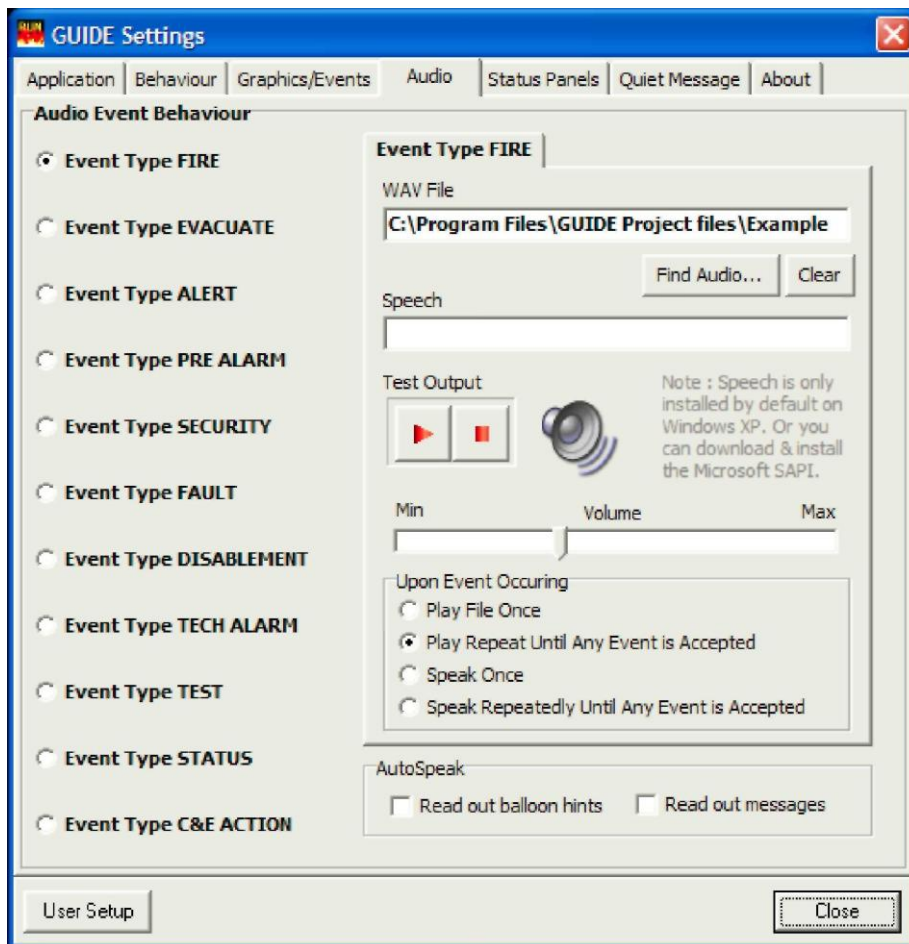 RUN
GUIDE Settings
Application Behaviour Graphics/Events Audio Status Panels Quiet Message About
Audio Event Behaviour
Event Type FIRE
Event Type EVACUATE
Event Type ALERT
Event Type PRE ALARM
Event Type SECURITY
Event Type FAULT
Event Type DISABLEMENT
Event Type TECH ALARM
Event Type TEST
Event Type STATUS
Event Type C&E ACTION
Event Type FIRE
WAV File
C:\Program Files\GUIDE Project files\Example
Find Audio... Clear
Speech
Test Output
Note : Speech is only
installed by default on
Windows XP. Or you
can download & install
the Microsoft SAPI.
Min Volume Max
Upon Event Occuring
Play File Once
Play Repeat Until Any Event is Accepted
Speak Once
Speak Repeatedly Until Any Event is Accepted
AutoSpeak
Read out balloon hints Read out messages
User Setup Close